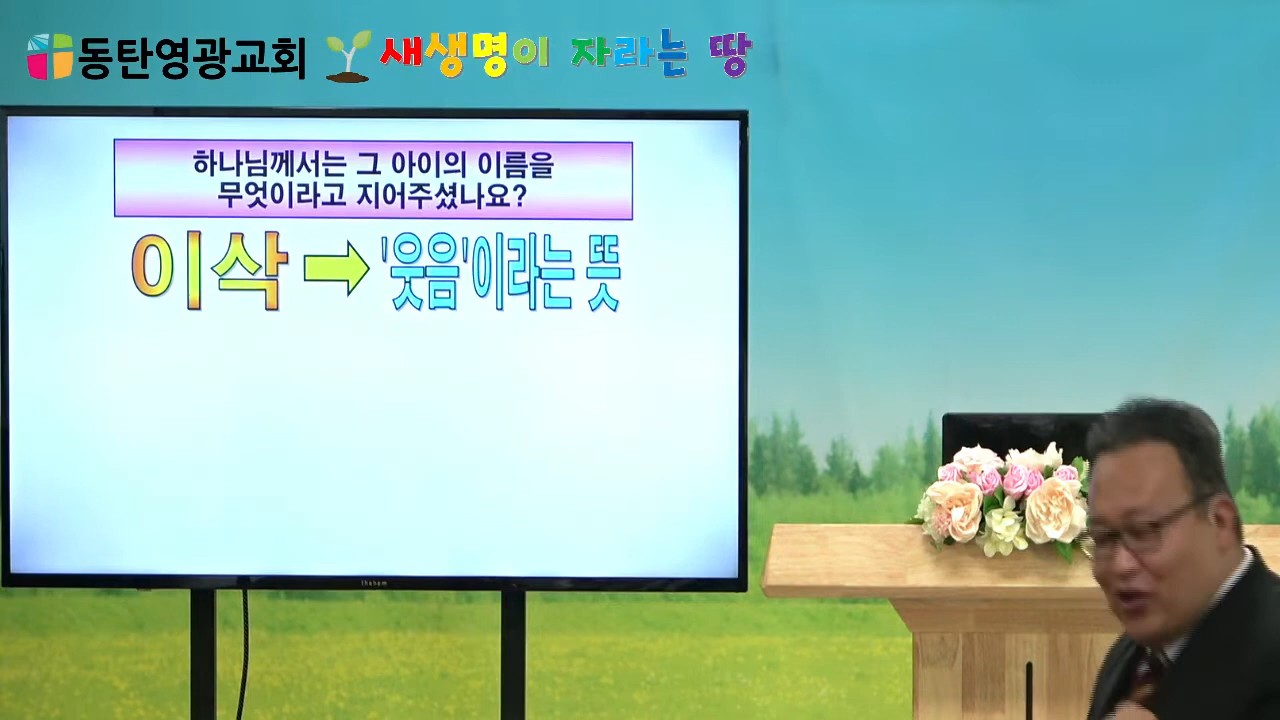 동탄영광교회 새생명이 자라는 땅
하나님께서는 그 아이의 이름을
무엇이라고 지어주셨나요?
이삭 → '웃음'이라는 뜻
theham